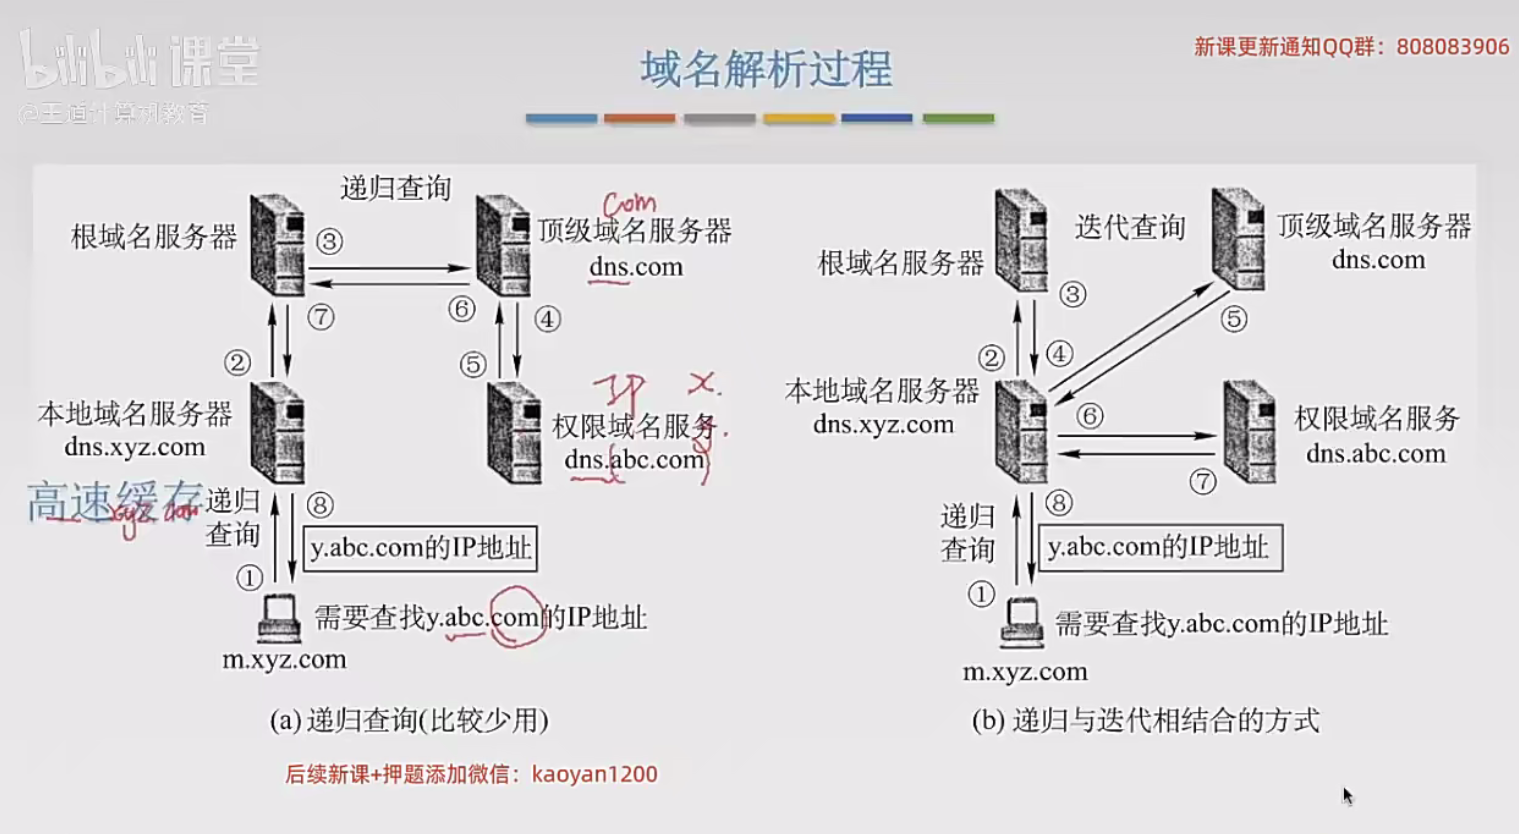 bilibili课堂
@王道计算机教育
新课更新通知QQ群：808083906
域名解析过程
递归查询
com
根域名服务器
③
顶级域名服务器
dns.com
⑦
⑥
④
②
⑤
IP
x.
本地域名服务器
dns.xyz.com
权限域名服务
y.
dns.abc.com
高速缓存
xyz com
递归
查询
⑧
y.abc.com的IP地址
①
需要查找y.abc.com的IP地址
m.xyz.com
(a) 递归查询(比较少用)
迭代查询
根域名服务器
顶级域名服务器
dns.com
③
⑤
②
④
本地域名服务器
dns.xyz.com
⑥
权限域名服务
dns.abc.com
⑦
递归
查询
⑧
y.abc.com的IP地址
①
需要查找y.abc.com的IP地址
m.xyz.com
(b) 递归与迭代相结合的方式
后续新课+押题添加微信：kaoyan1200